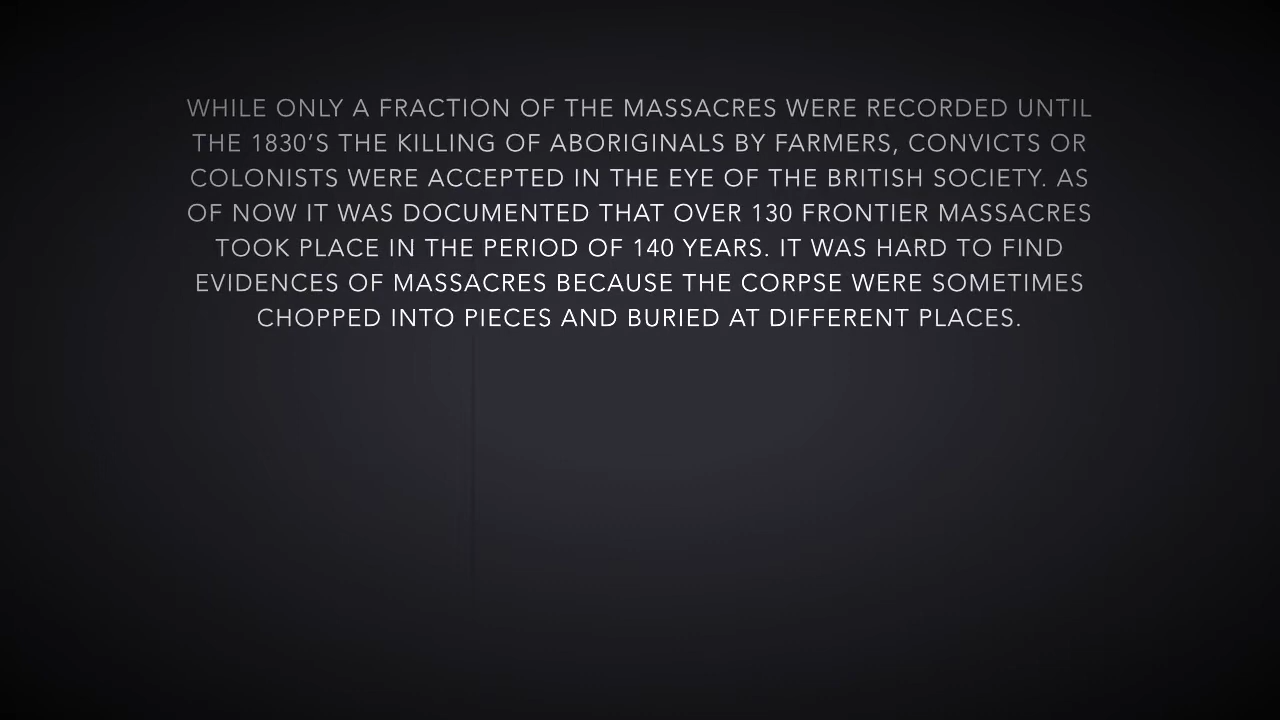 WHILE ONLY A FRACTION OF THE MASSACRES WERE RECORDED UNTIL
THE 1830'S THE KILLING OF ABORIGINALS BY FARMERS, CONVICTS OR
COLONISTS WERE ACCEPTED IN THE EYE OF THE BRITISH SOCIETY. AS
OF NOW IT WAS DOCUMENTED THAT OVER 130 FRONTIER MASSACRES
TOOK PLACE IN THE PERIOD OF 140 YEARS. IT WAS HARD TO FIND
EVIDENCES OF MASSACRES BECAUSE THE CORPSE WERE SOMETIMES
CHOPPED INTO PIECES AND BURIED AT DIFFERENT PLACES.